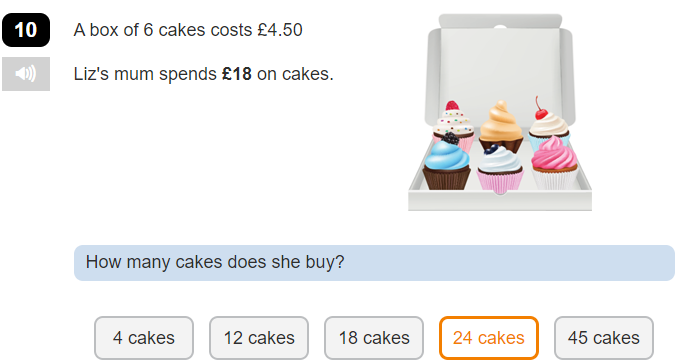 10
A box of 6 cakes costs £4.50
Liz's mum spends £18 on cakes.
How many cakes does she buy?
4 cakes
12 cakes
18 cakes
24 cakes
45 cakes